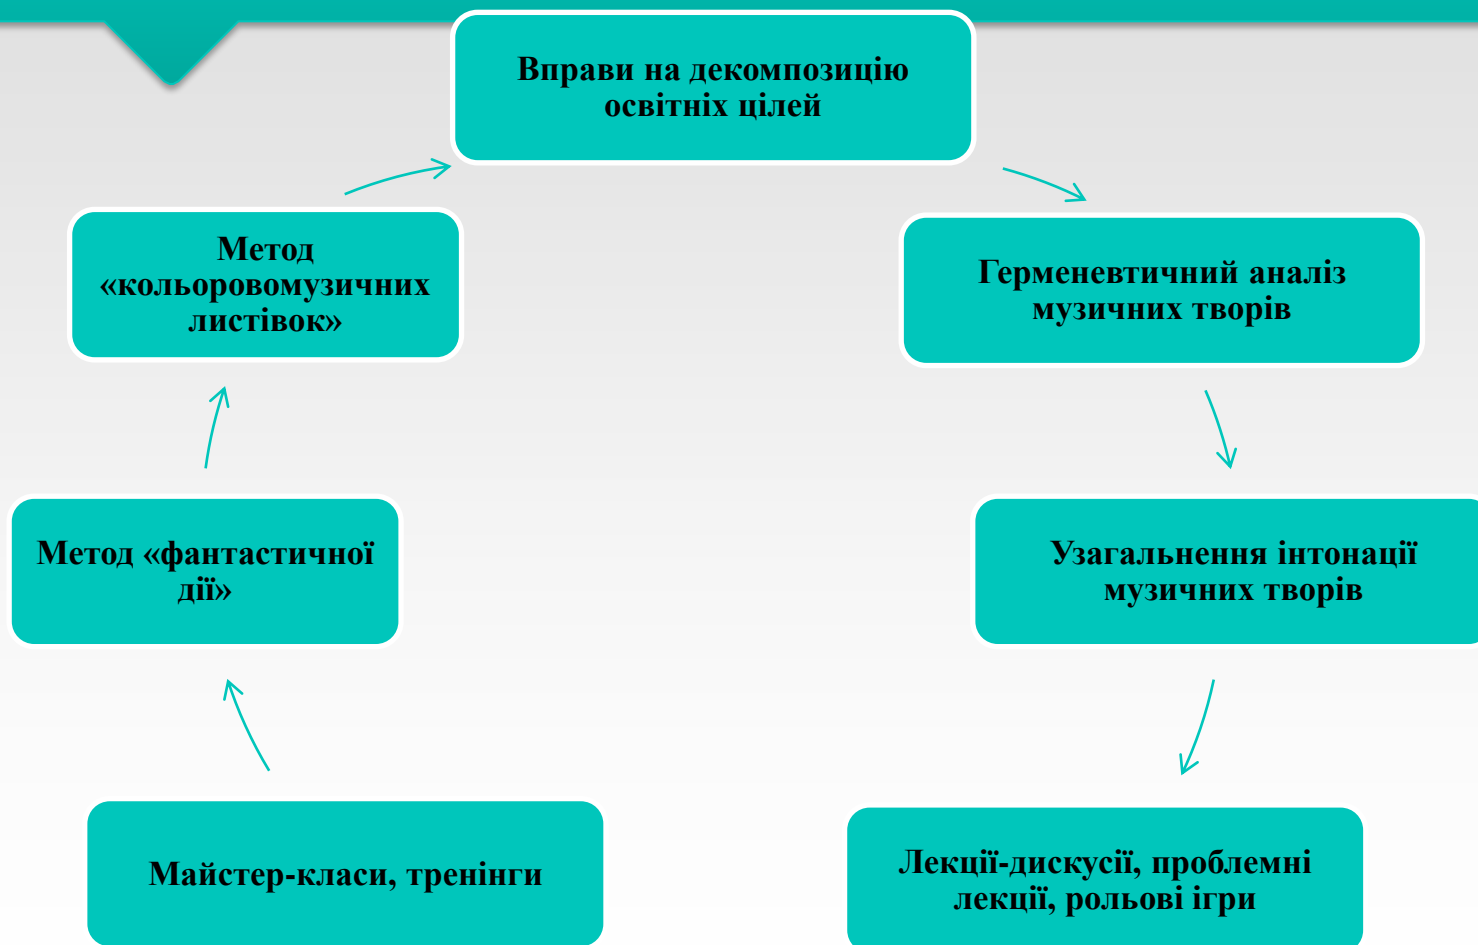 Вправи на декомпозицію
освітніх цілей
Герменевтичний аналіз
музичних творів
Узагальнення інтонації
музичних творів
Лекції-дискусії, проблемні
лекції, рольові ігри
Майстер-класи, тренінги
Метод «фантастичної
дії»
Метод
«кольоровомузичних
листівок»